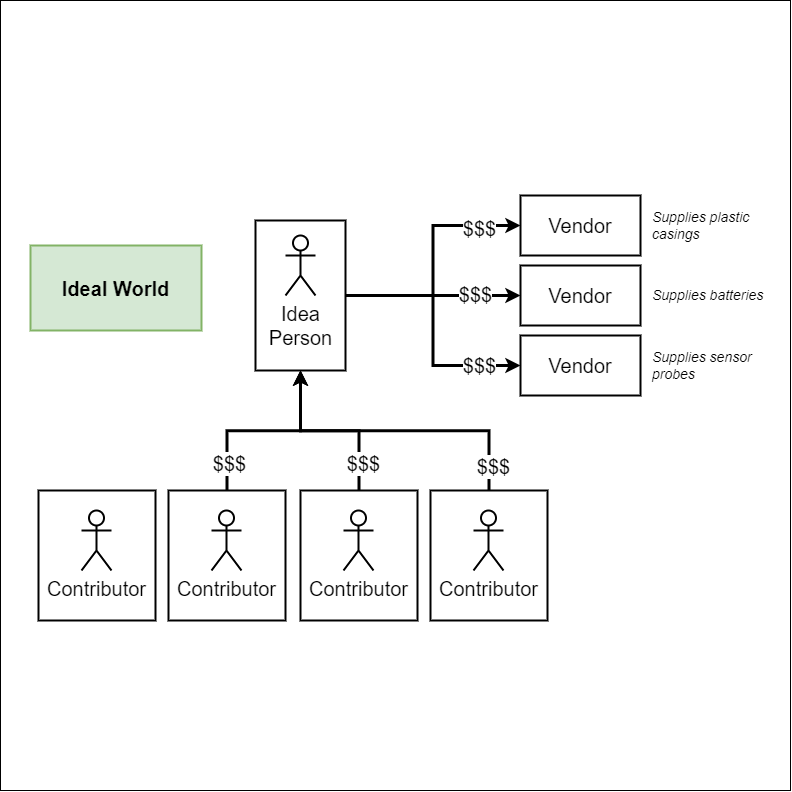 Ideal World
Idea
Person
$$$
Vendor
Supplies plastic
casings
$$$
Vendor
Supplies batteries
$$$
Vendor
Supplies sensor
probes
$$$
$$$
$$$
Contributor
Contributor
Contributor
Contributor